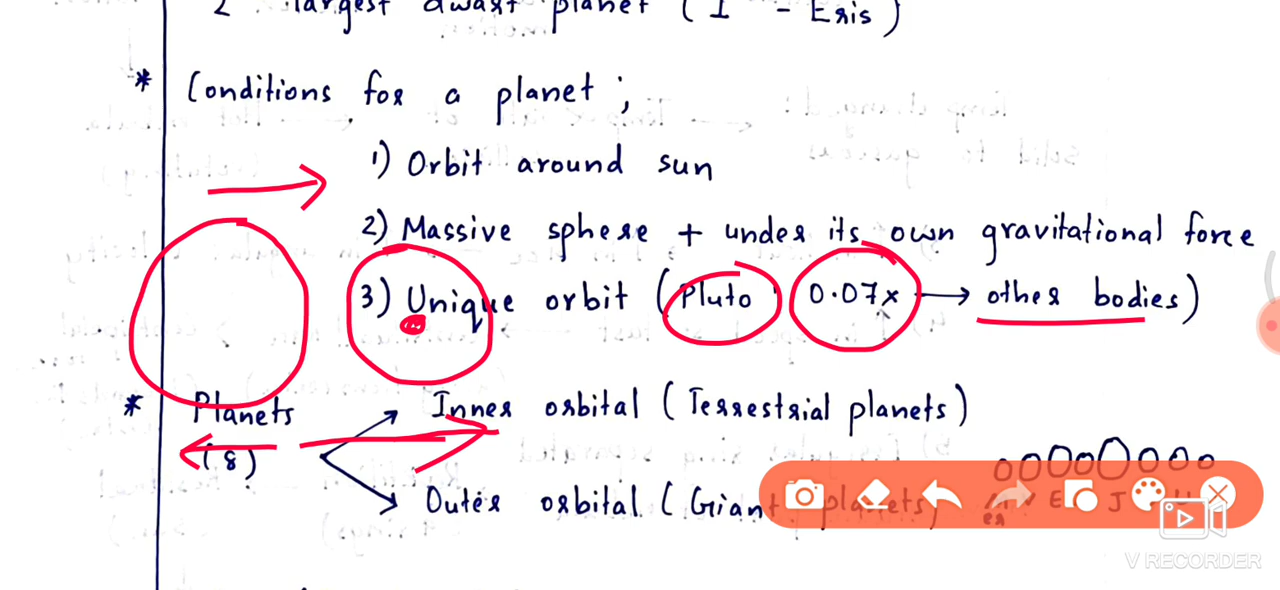 2 largest dwarf planet (1 - Eris)
* Conditions for a planet;
1) Orbit around sun
2) Massive sphere + under its own gravitational force
3) Unique orbit (Pluto 0.07x → other bodies)
* Planets Inner orbital (Terrestrial planets)
(8)
Outer orbital (Giant planets)
E J
V RECORDER